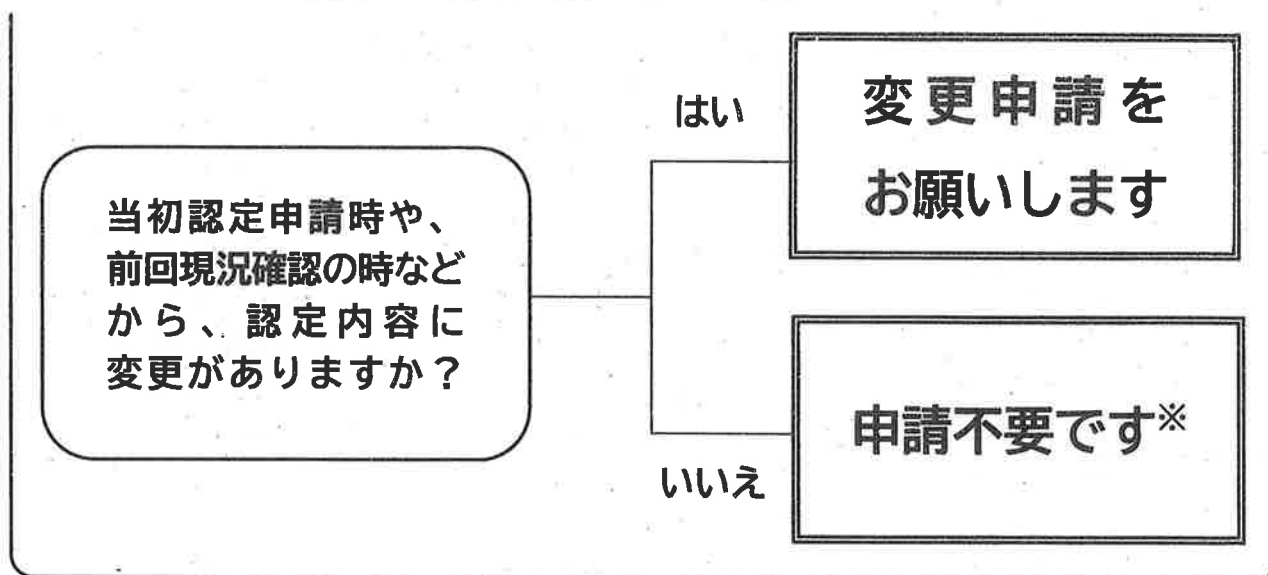 当初認定申請時や、
前回現況確認の時など
から、認定内容に
変更がありますか？
はい
変更申請を
お願いします
いいえ
申請不要です※